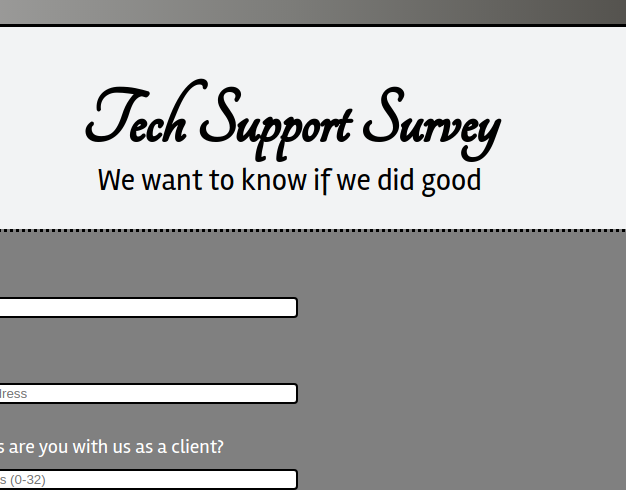 Tech Support Survey
We want to know if we did good
are you with us as a client?
(0-32)